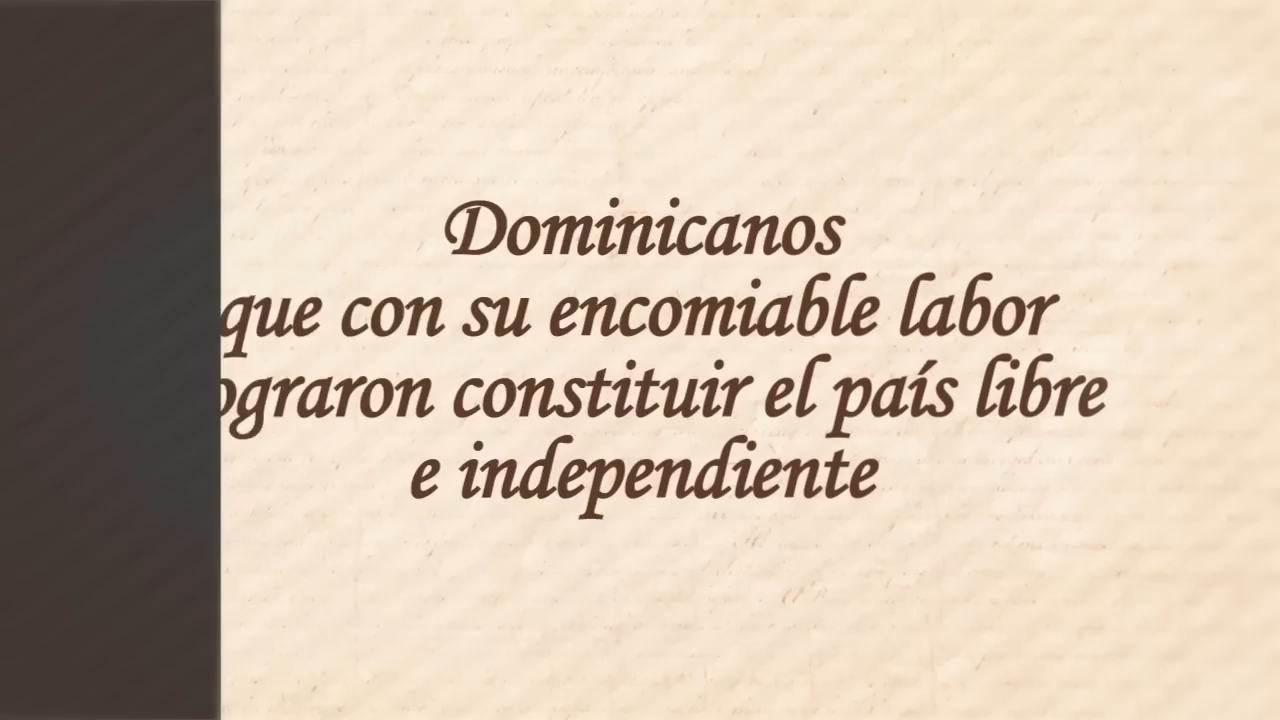 Dominicanos
que con su encomiable labor
ograron constituir el país libre
e independiente